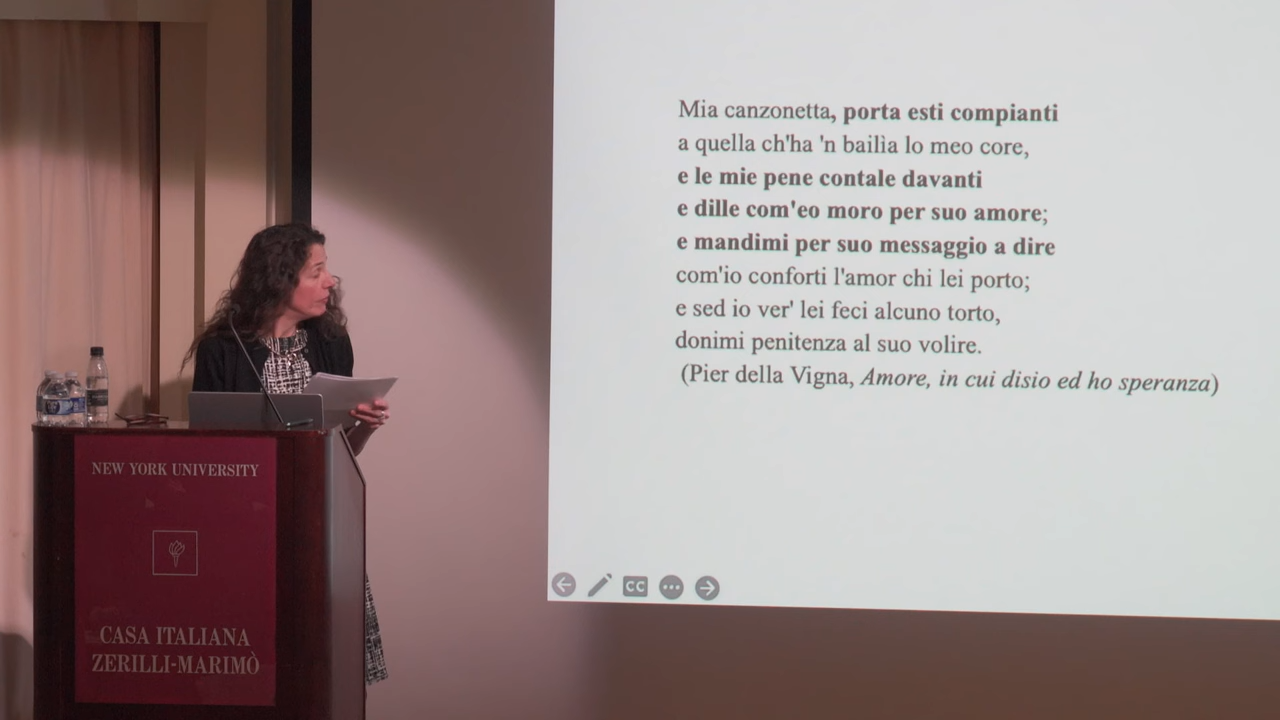 Mia canzonetta, porta esti compianti
a quella ch'ha 'n bailìa lo meo core,
e le mie pene contale davanti
e dille com'eo moro per suo amore;
e mandimi per suo messaggio a dire
com'io conforti l'amor chi lei porto;
e sed io ver' lei feci alcuno torto,
donimi penitenza al suo volire.
(Pier della Vigna, Amore, in cui disio ed ho speranza)
CC
NEW YORK UNIVERSITY
CASA ITALIANA
ZERILLI-MARIMÒ